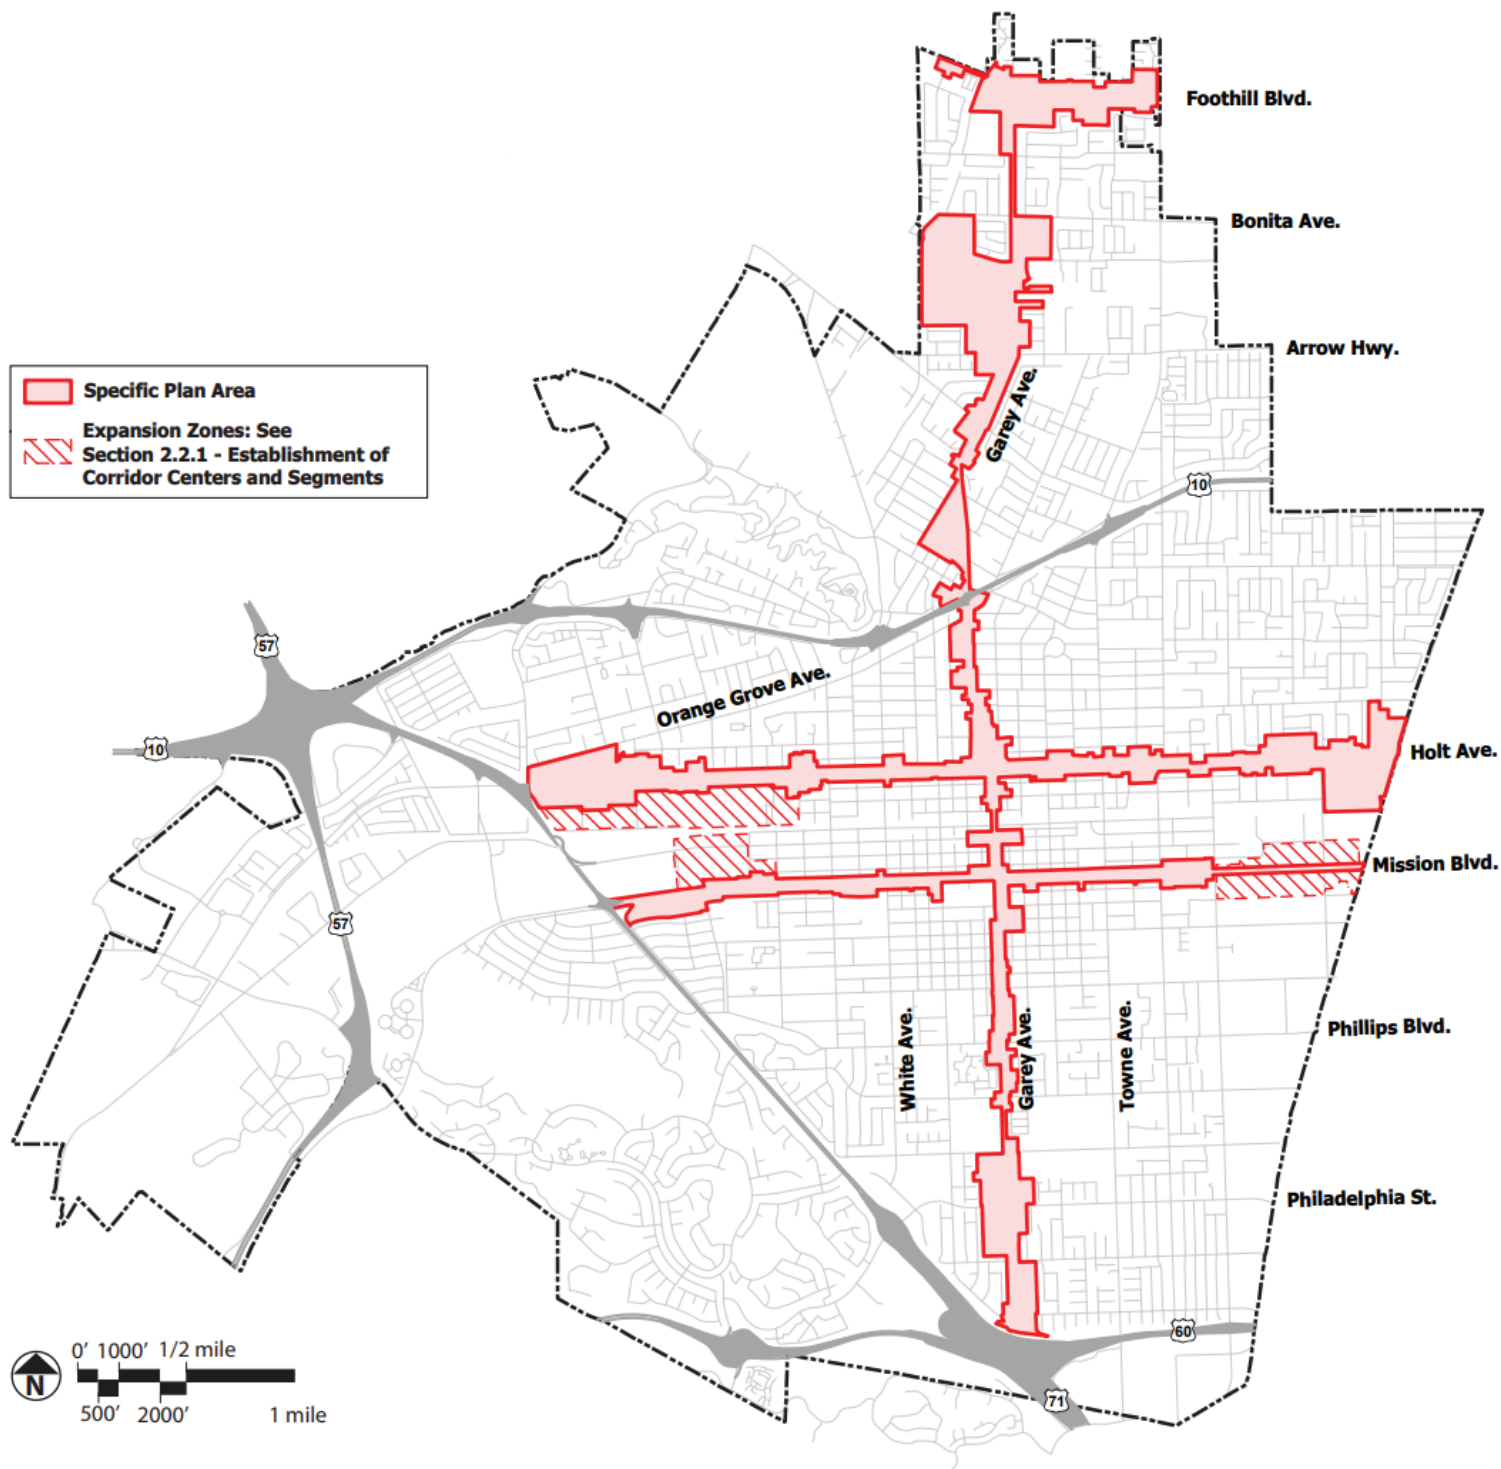 Foothill Blvd.
Bonita Ave.
Arrow Hwy.
Specific Plan Area
Expansion Zones: See
Section 2.2.1 - Establishment of
Corridor Centers and Segments
Garey Ave.
10
57
Orange Grove Ave.
10
Holt Ave.
Mission Blvd.
57
White Ave.
Garey Ave.
Towne Ave.
Phillips Blvd.
Philadelphia St.
60
71
0' 1000' 1/2 mile
500' 2000' 1 mile
N